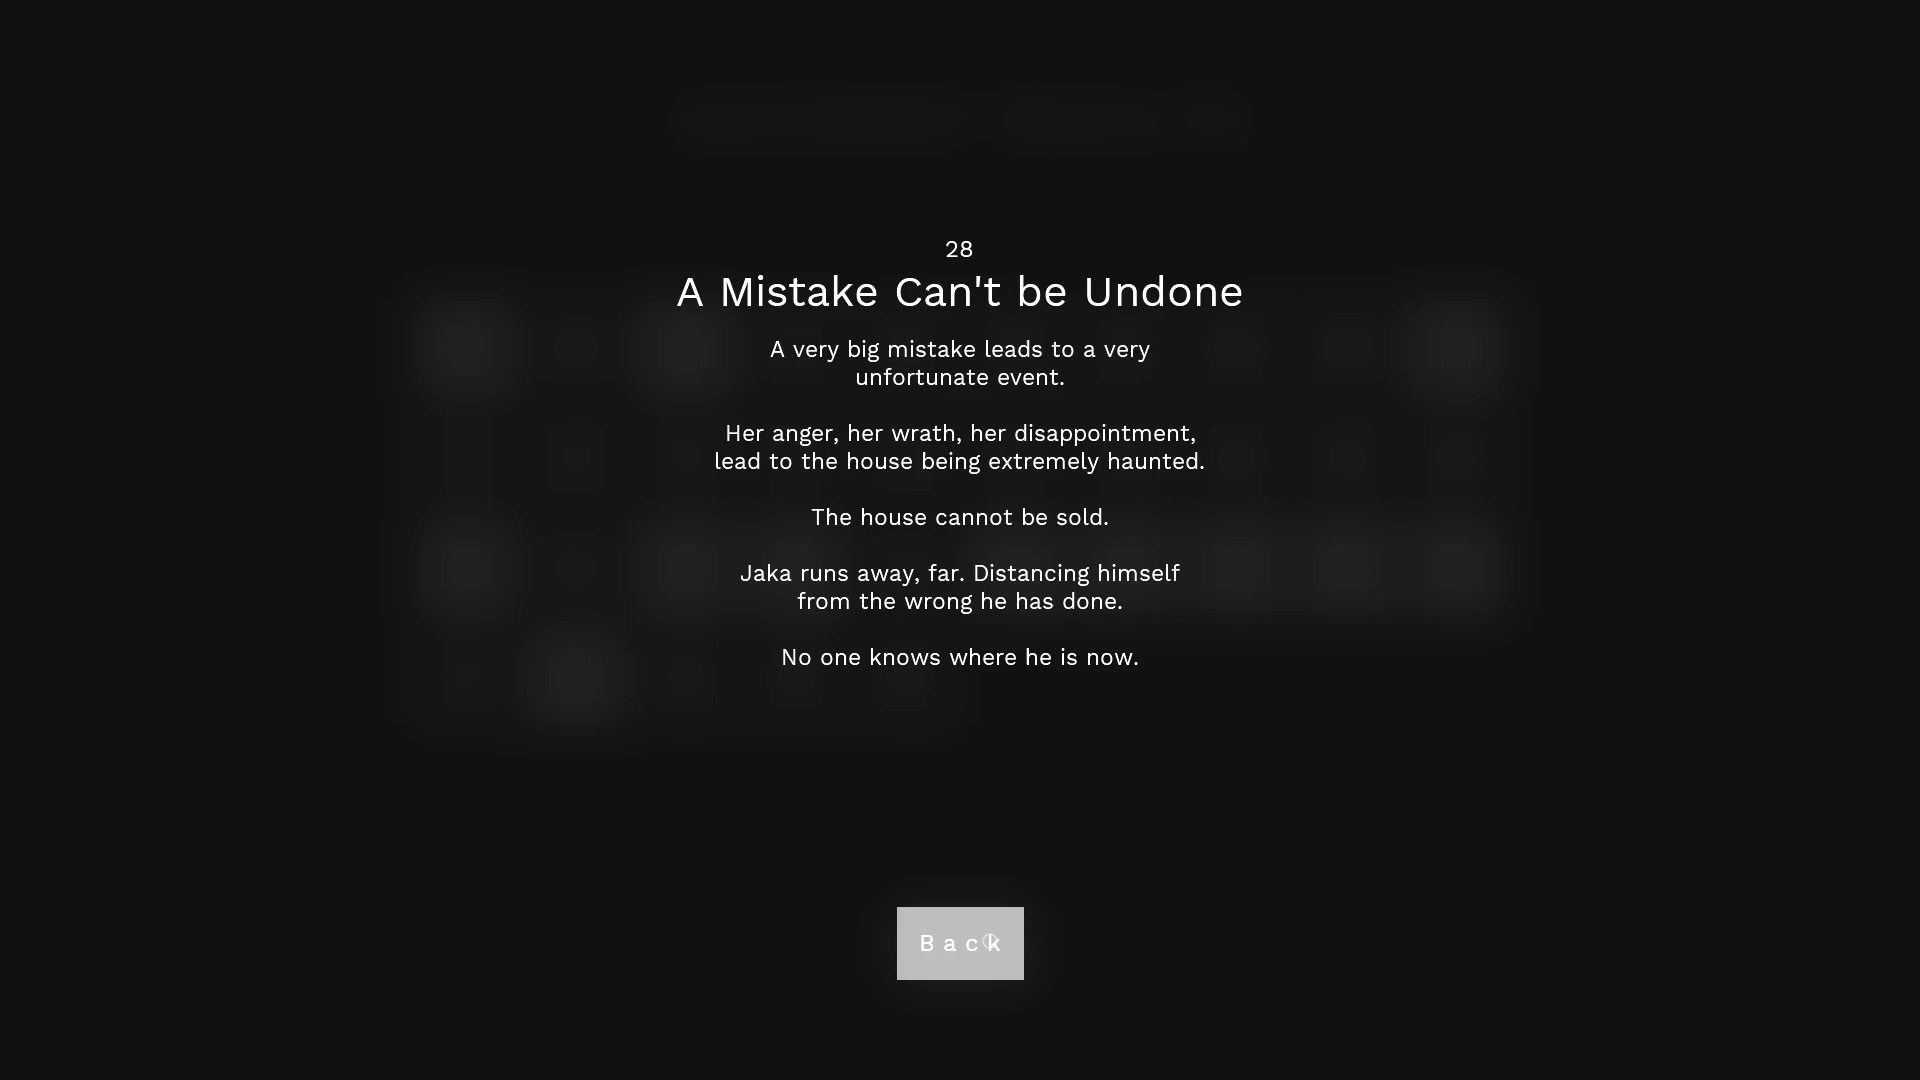 28
A Mistake Can't be Undone
A very big mistake leads to a very
unfortunate event.
Her anger, her wrath, her disappointment,
lead to the house being extremely haunted.
The house cannot be sold.
Jaka runs away, far. Distancing himself
from the wrong he has done.
No one knows where he is now.
Back